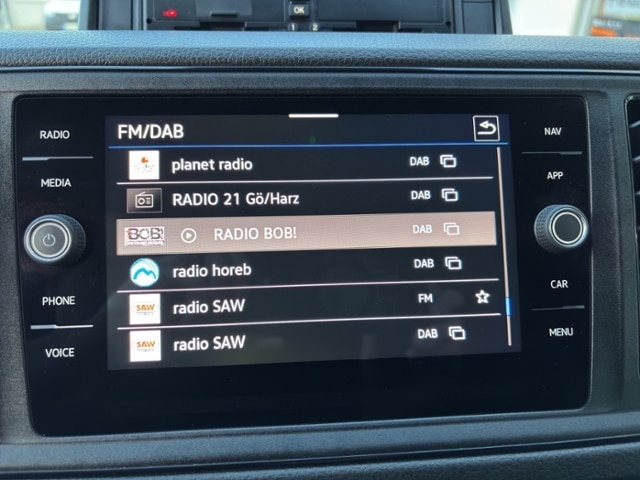 OK
RADIO
MEDIA
PHONE
VOICE
FM/DAB
planet radio DAB
RADIO 21 Gö/Harz DAB
BOB! RADIO BOB! DAB
radio horeb DAB
SAW radio SAW FM
SAW radio SAW DAB
NAV
APP
CAR
MENU